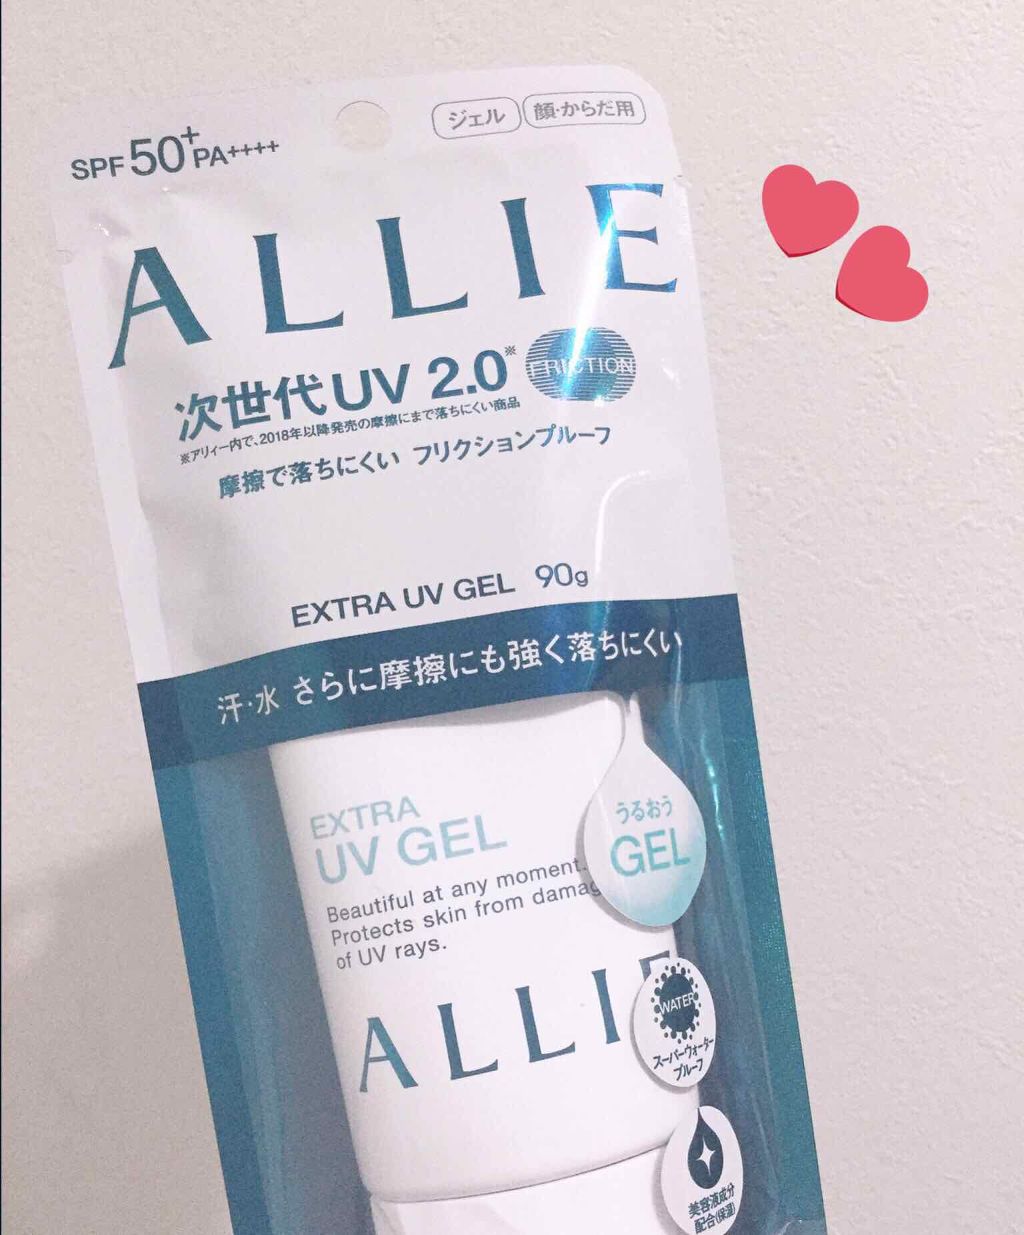 SPF50+PA++++
ジェル
顔・からだ用
ALLIE
次世代UV 2.0※
FRICTION
※アリィー内で、2018年以降発売の摩擦にまで落ちにくい商品
摩擦で落ちにくい フリクションプルーフ
EXTRA UV GEL 90g
汗・水 さらに摩擦にも強く落ちにくい
EXTRA
UV GEL
うるおう
GEL
Beautiful at any moment.
Protects skin from damag
of UV rays.
ALLIE
WATER
スーパーウォーター
プルーフ
美容液成分
配合(保湿)